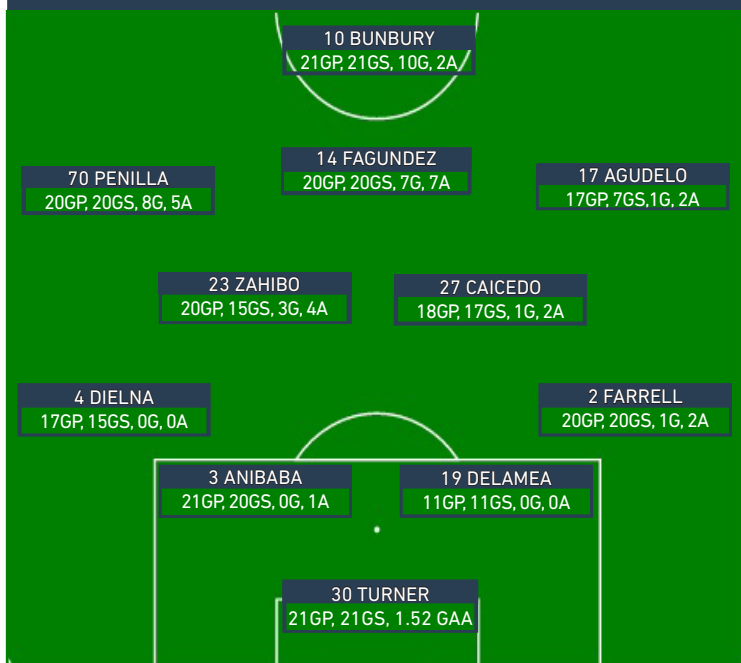 10 BUNBURY
21GP, 21GS, 10G, 2A
14 FAGUNDEZ
20GP, 20GS, 7G, 7A
70 PENILLA
20GP, 20GS, 8G, 5A
17 AGUDELO
17GP, 7GS,1G, 2A
23 ZAHIBO
20GP, 15GS, 3G, 4A
27 CAICEDO
18GP, 17GS, 1G, 2A
4 DIELNA
17GP, 15GS, 0G, 0A
2 FARRELL
20GP, 20GS, 1G, 2A
3 ANIBABA
21GP, 20GS, 0G, 1A
19 DELAMEA
11GP, 11GS, 0G, 0A
30 TURNER
21GP, 21GS, 1.52 GAA